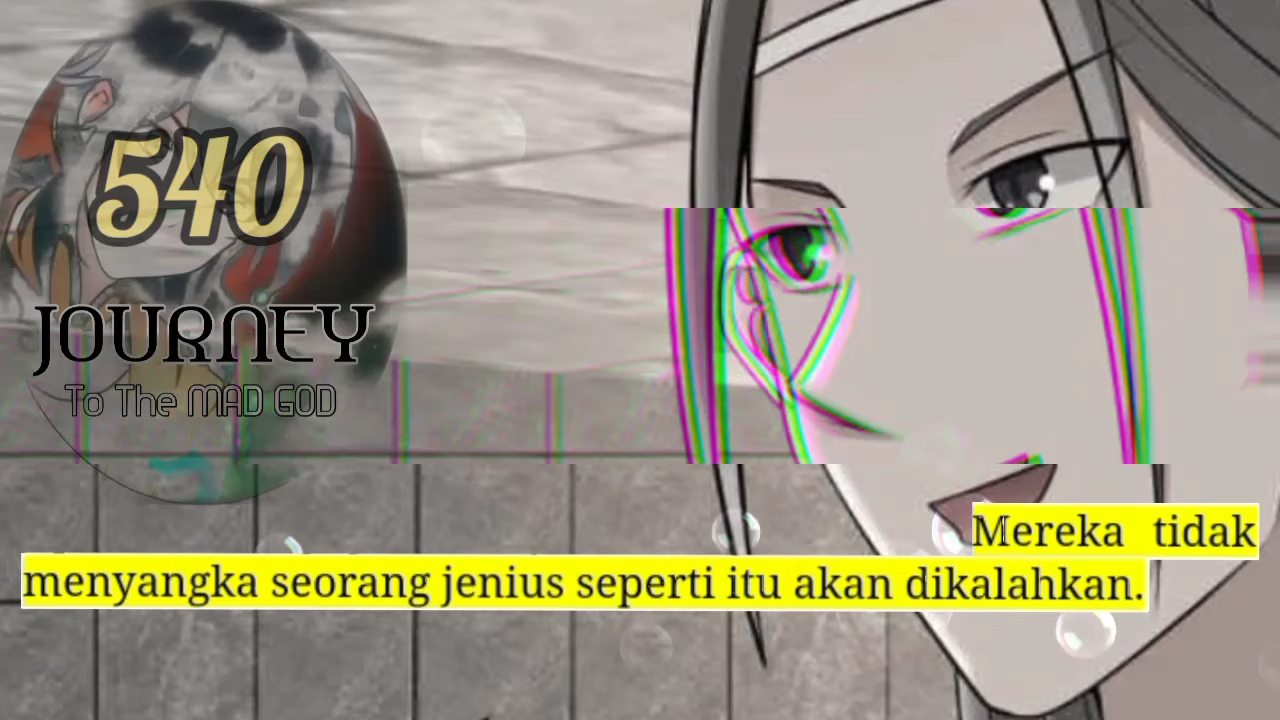 540
JOURNEY
To The MAD GOD
Mereka tidak
menyangka seorang jenius seperti itu akan dikalahkan.